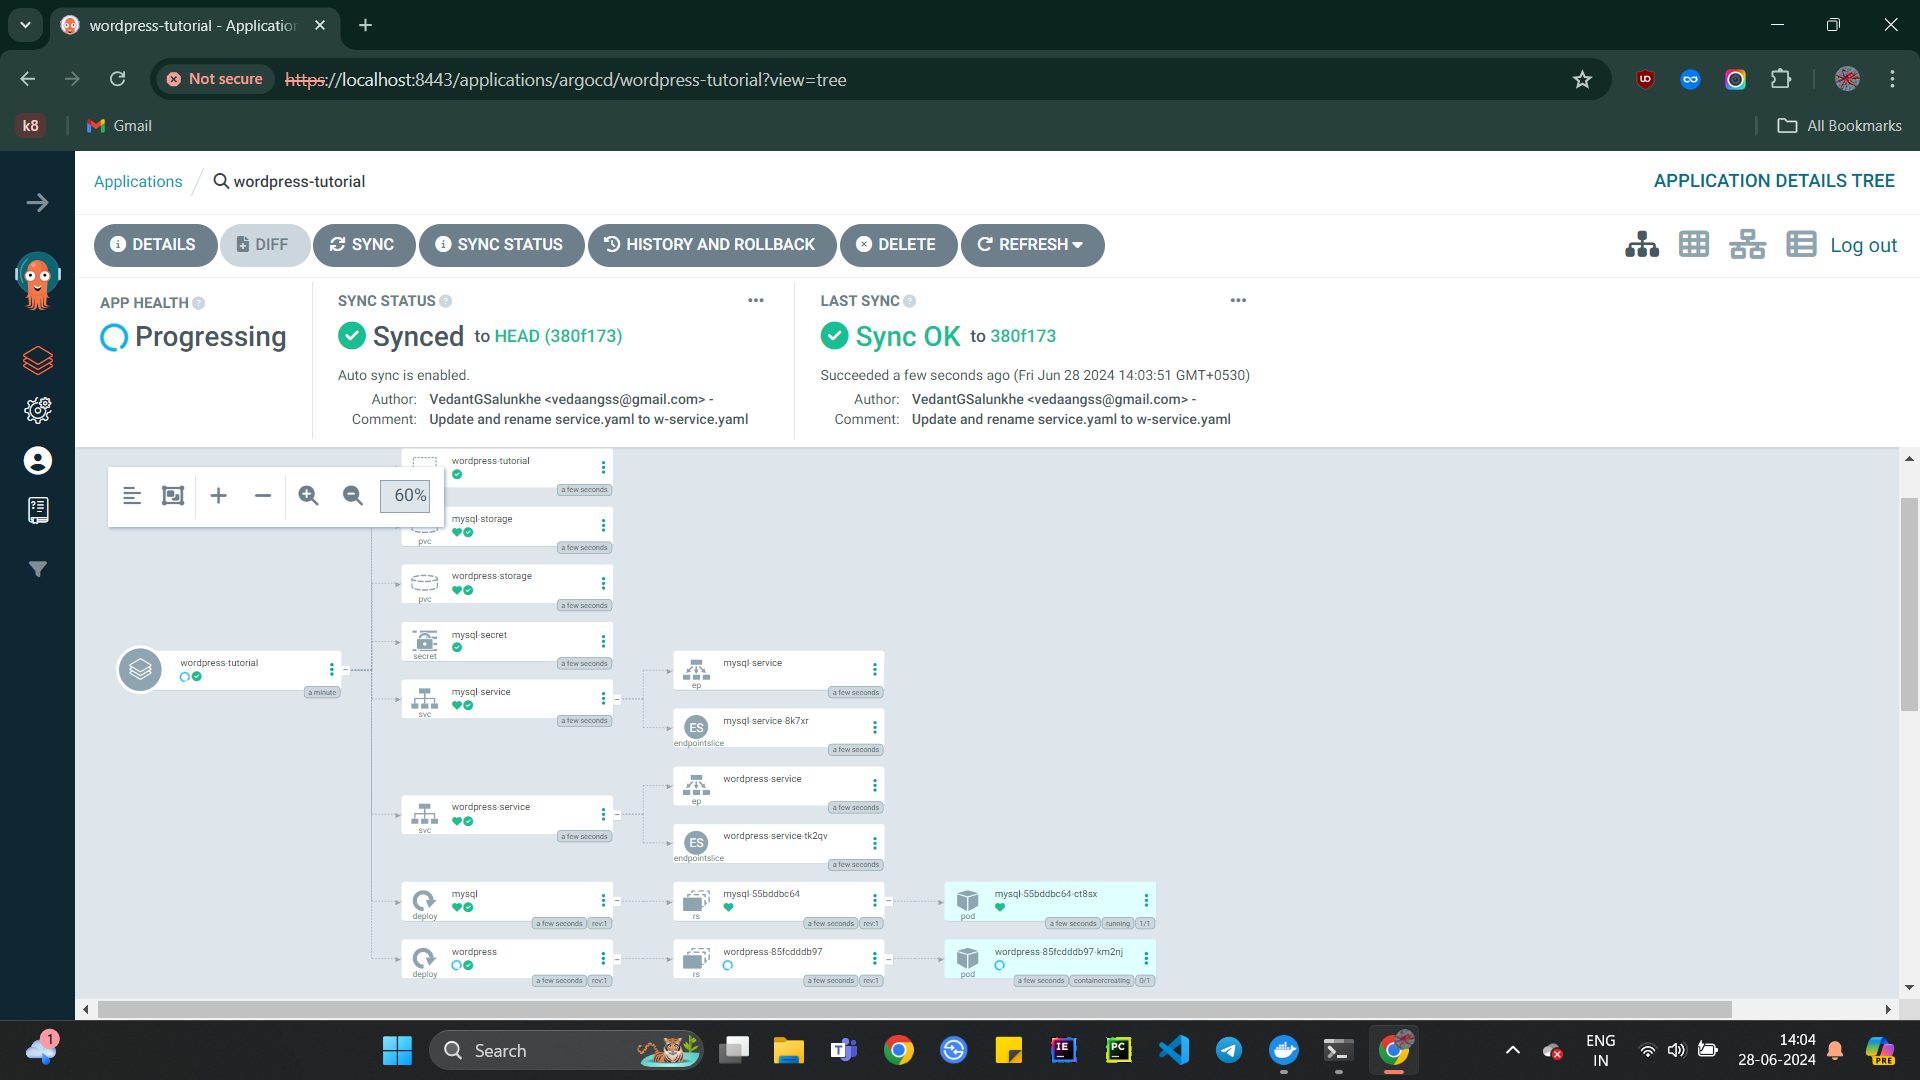 wordpress-tutorial - Application
Not secure
https://localhost:8443/applications/argocd/wordpress-tutorial?view=tree
k8
Gmail
All Bookmarks
Applications / wordpress-tutorial
APPLICATION DETAILS TREE
DETAILS
DIFF
SYNC
SYNC STATUS
HISTORY AND ROLLBACK
DELETE
REFRESH
Log out
APP HEALTH
Progressing
SYNC STATUS
Synced to HEAD (380f173)
Auto sync is enabled.
Author: VedantGSalunkhe <vedaangss@gmail.com> -
Comment: Update and rename service.yaml to w-service.yaml
LAST SYNC
Sync OK to 380f173
Succeeded a few seconds ago (Fri Jun 28 2024 14:03:51 GMT+0530)
Author: VedantGSalunkhe <vedaangss@gmail.com> -
Comment: Update and rename service.yaml to w-service.yaml
60%
wordpress-tutorial
a few seconds
mysql-storage
pvc
a few seconds
wordpress-storage
pvc
a few seconds
mysql-secret
secret
a few seconds
wordpress-tutorial
a minute
mysql-service
svc
a few seconds
mysql-service
ep
a few seconds
ES
mysql-service-8k7xr
endpointslice
a few seconds
wordpress-service
svc
a few seconds
wordpress-service
ep
a few seconds
ES
wordpress-service-tk2qv
endpointslice
a few seconds
mysql
deploy
a few seconds rev:1
mysql-55bddbc64
rs
a few seconds rev:1
mysql-55bddbc64-ct8sx
pod
a few seconds running 1/1
wordpress
deploy
a few seconds rev:1
wordpress-85fcdddb97
rs
a few seconds rev:1
wordpress-85fcdddb97-km2nj
pod
a few seconds containercreating 0/1
1
Search
ENG
IN
14:04
28-06-2024
PRE